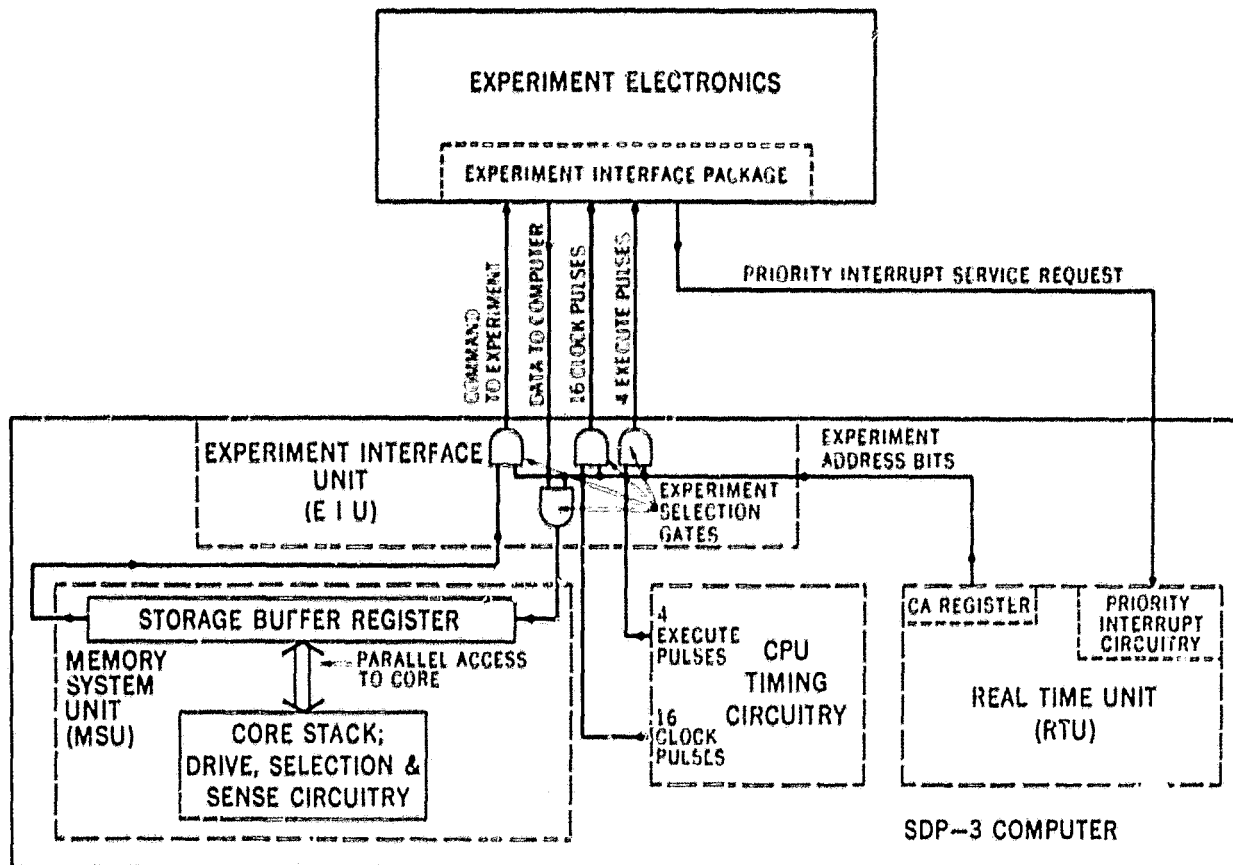 EXPERIMENT ELECTRONICS
EXPERIMENT INTERFACE PACKAGE
COMMAND
TO EXPERIMENT
DATA TO COMPUTER
16 CLOCK PULSES
4 EXECUTE PULSES
PRIORITY INTERRUPT SERVICE REQUEST
EXPERIMENT INTERFACE
UNIT
(E I U)
EXPERIMENT
SELECTION
GATES
EXPERIMENT
ADDRESS BITS
STORAGE BUFFER REGISTER
PARALLEL ACCESS
TO CORE
MEMORY
SYSTEM
UNIT
(MSU)
CORE STACK;
DRIVE, SELECTION &
SENSE CIRCUITRY
4
EXECUTE
PULSES
CPU
TIMING
CIRCUITRY
16
CLOCK
PULSES
CA REGISTER
PRIORITY
INTERRUPT
CIRCUITRY
REAL TIME UNIT
(RTU)
SDP-3 COMPUTER